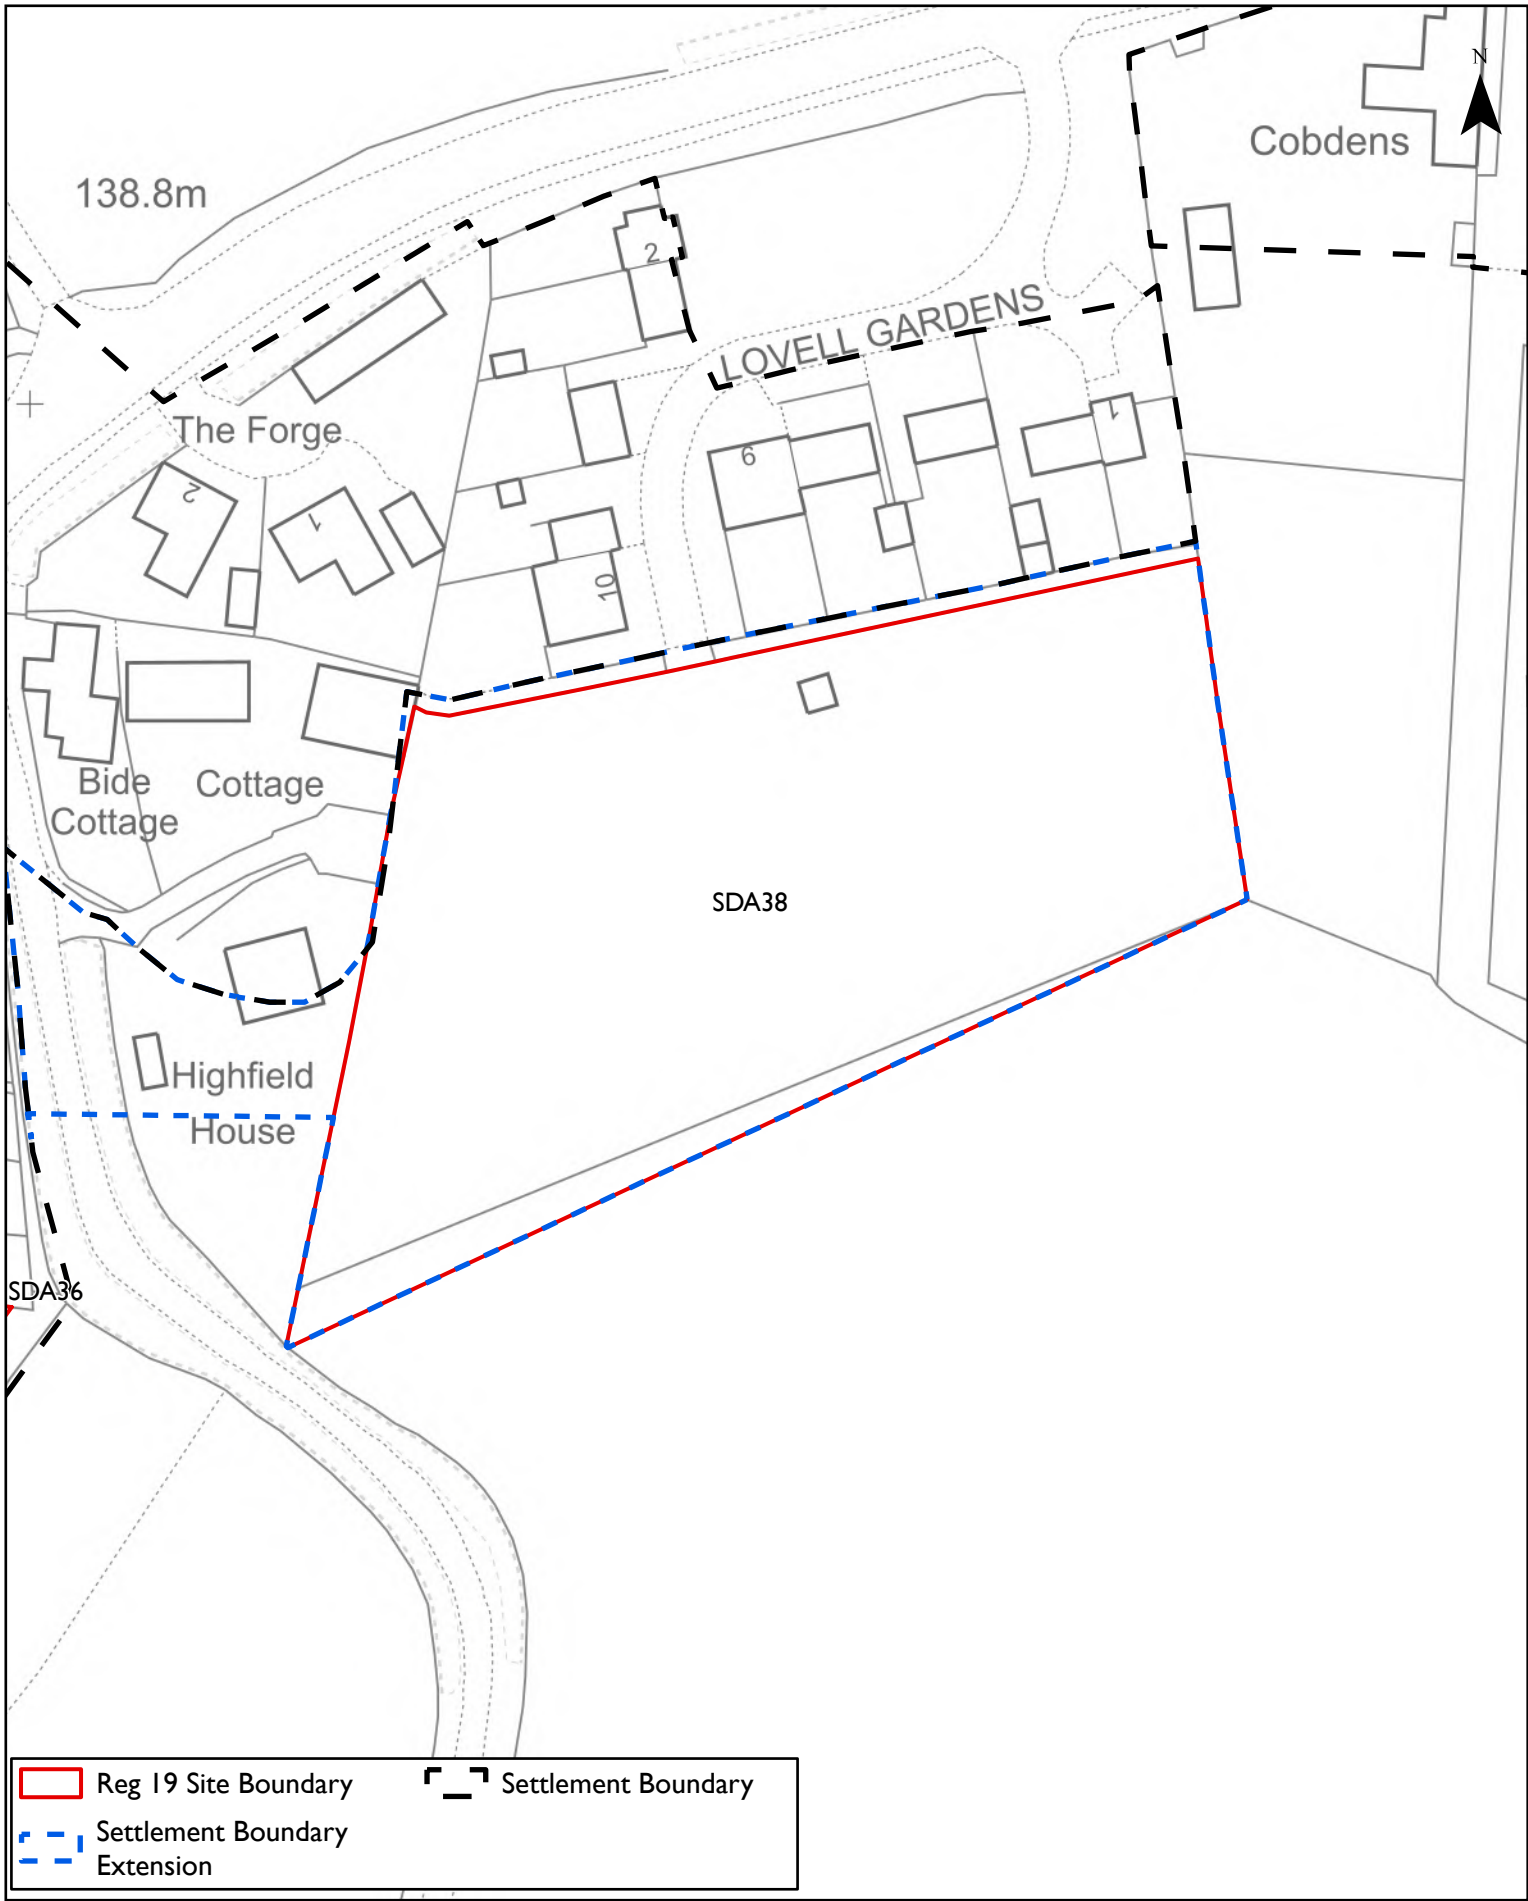 N
Cobdens
138.8m
2
LOVELL GARDENS
The Forge
1
6
2
1
10
Bide
Cottage
Cottage
SDA38
Highfield
House
SDA36
Reg 19 Site Boundary
Settlement Boundary
Settlement Boundary
Extension